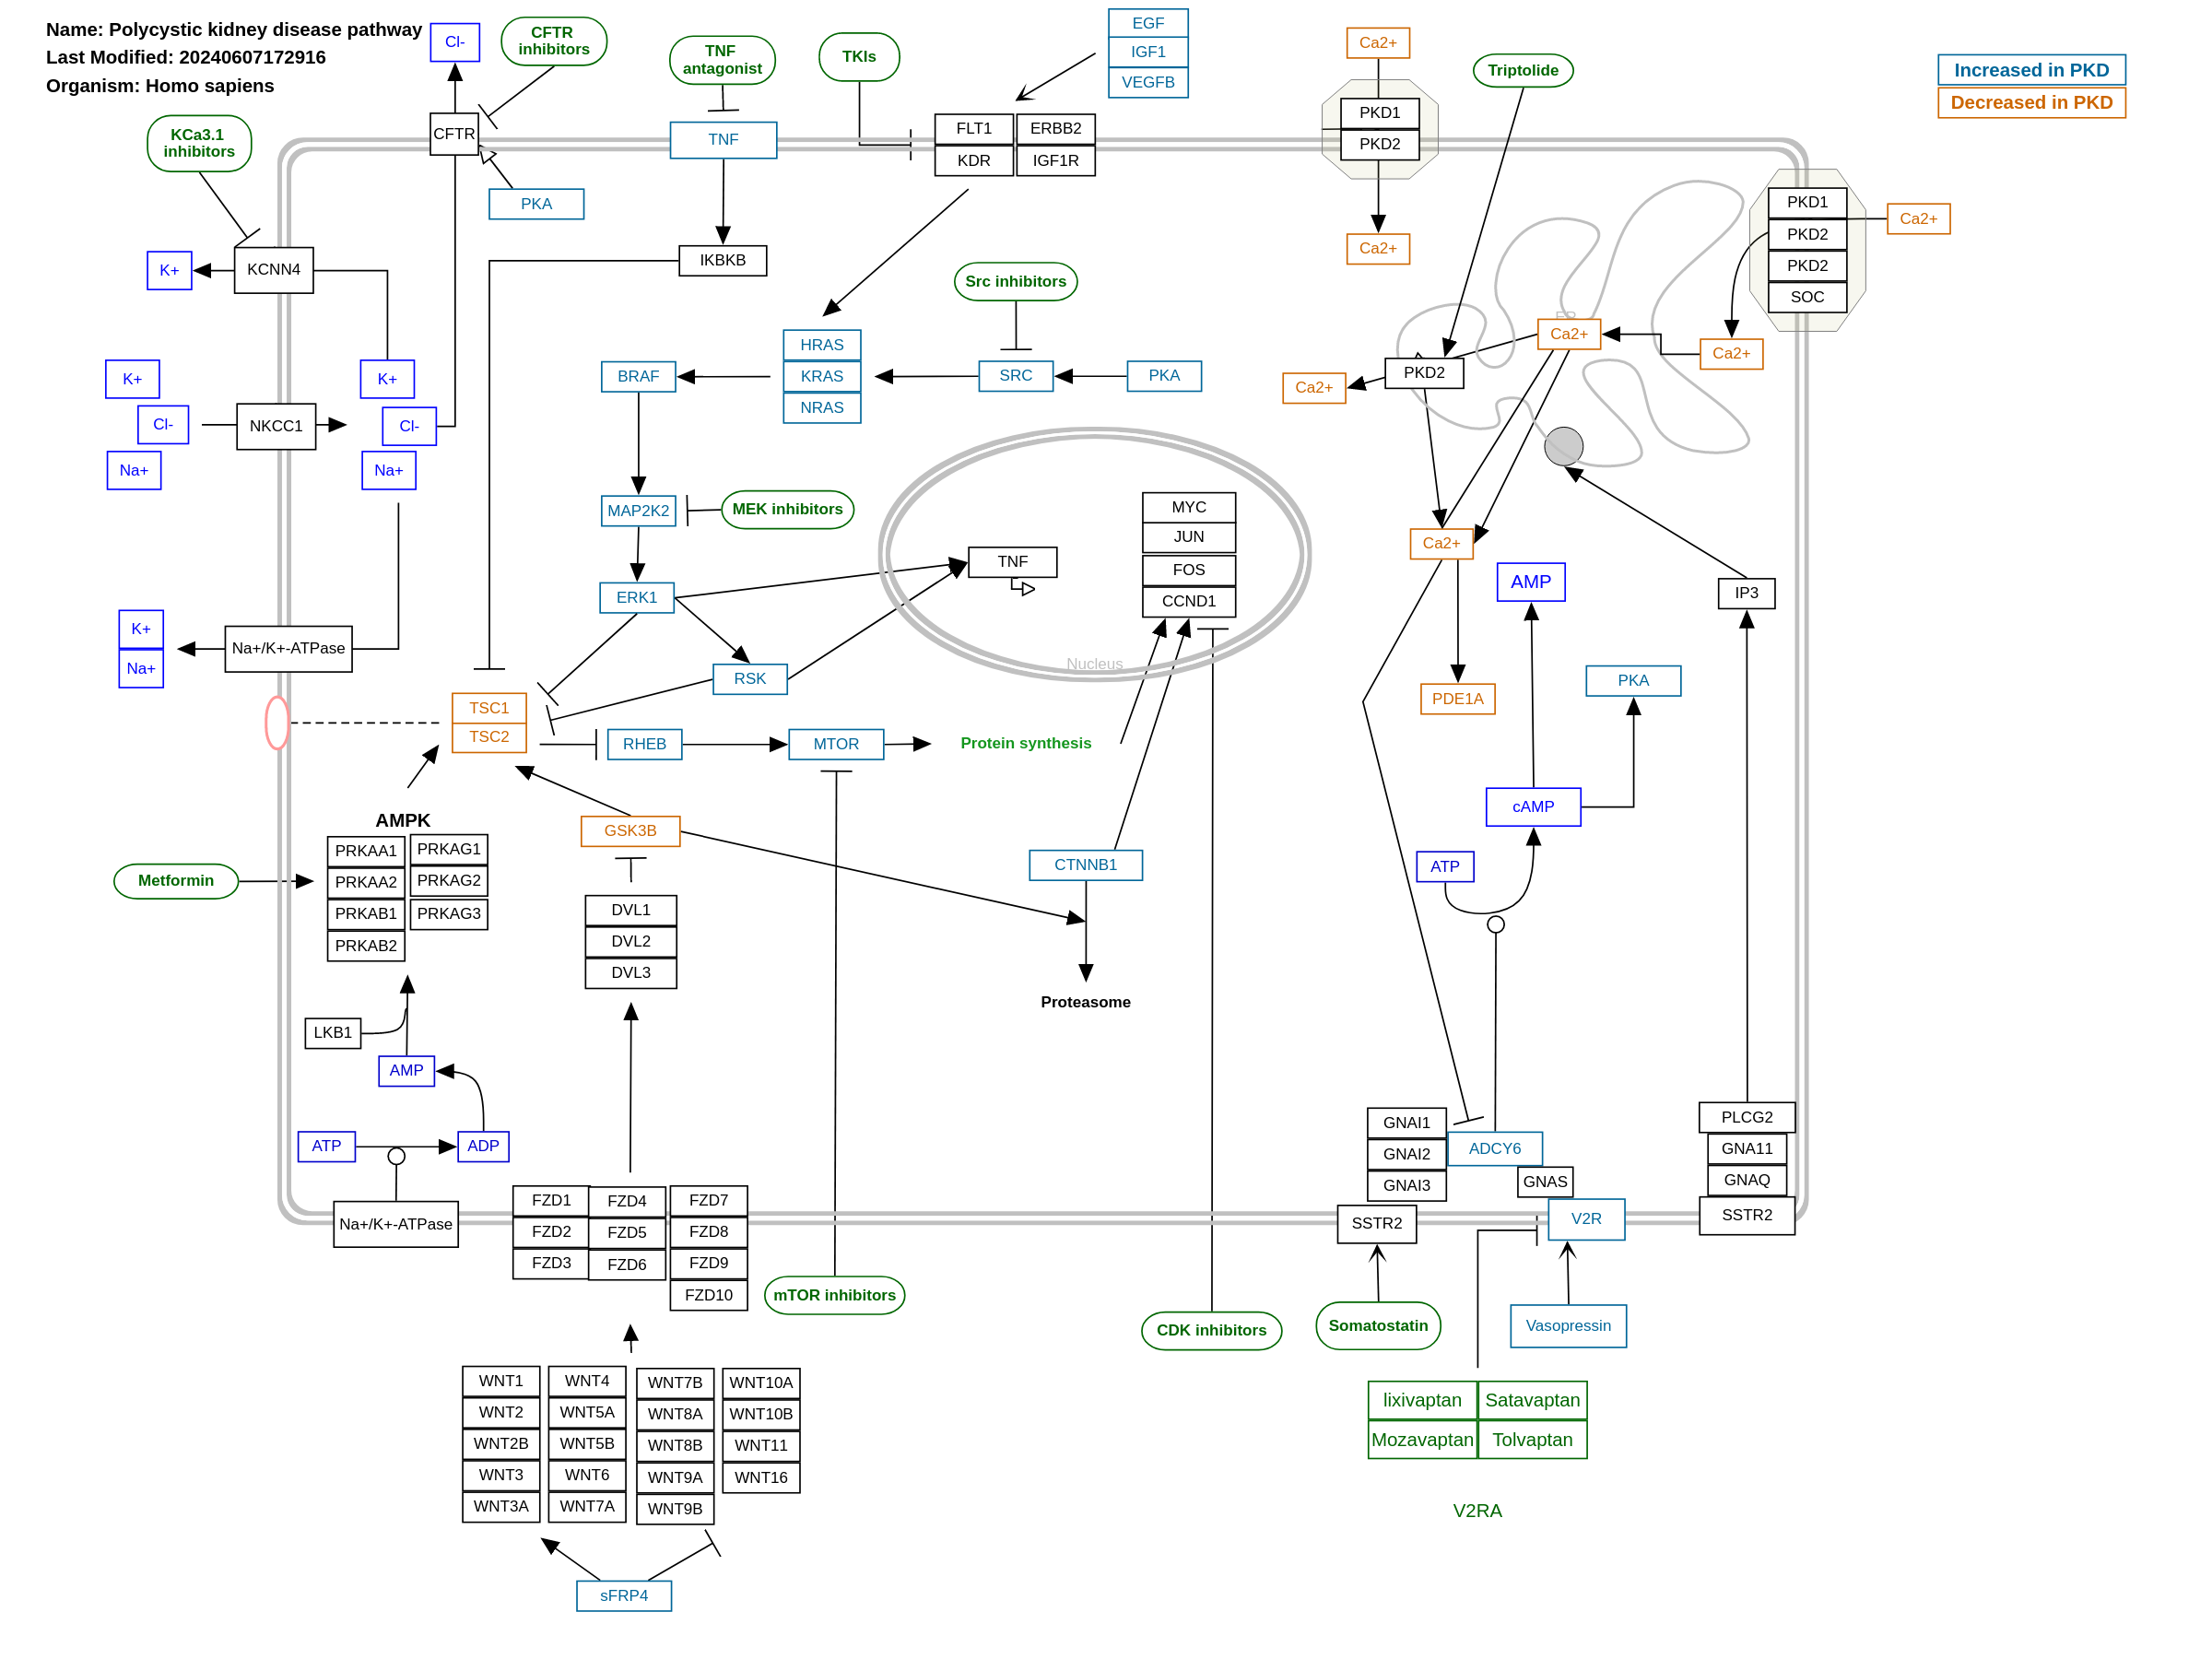 Name: Polycystic kidney disease pathway
Last Modified: 20240607172916
Organism: Homo sapiens
Cl-
CFTR
inhibitors
TNF
antagonist
TKIs
EGF
IGF1
VEGFB
Ca2+
Triptolide
Increased in PKD
Decreased in PKD
KCa3.1
inhibitors
CFTR
TNF
FLT1
ERBB2
KDR
IGF1R
PKD1
PKD2
PKA
PKD1
PKD2
PKD2
SOC
Ca2+
K+
KCNN4
IKBKB
Ca2+
Src inhibitors
ER
Ca2+
Ca2+
HRAS
KRAS
NRAS
BRAF
SRC
PKA
PKD2
Ca2+
K+
Cl-
Na+
NKCC1
K+
Cl-
Na+
MAP2K2
MEK inhibitors
MYC
JUN
FOS
CCND1
TNF
Ca2+
AMP
IP3
ERK1
K+
Na+
Na+/K+-ATPase
RSK
Nucleus
PDE1A
PKA
TSC1
TSC2
RHEB
MTOR
Protein synthesis
cAMP
AMPK
PRKAA1
PRKAA2
PRKAB1
PRKAB2
PRKAG1
PRKAG2
PRKAG3
GSK3B
CTNNB1
ATP
Metformin
DVL1
DVL2
DVL3
Proteasome
LKB1
AMP
ATP
ADP
GNAI1
GNAI2
GNAI3
ADCY6
GNAS
PLCG2
GNA11
GNAQ
SSTR2
Na+/K+-ATPase
FZD1
FZD2
FZD3
FZD4
FZD5
FZD6
FZD7
FZD8
FZD9
FZD10
SSTR2
V2R
mTOR inhibitors
CDK inhibitors
Somatostatin
Vasopressin
WNT1
WNT2
WNT2B
WNT3
WNT3A
WNT4
WNT5A
WNT5B
WNT6
WNT7A
WNT7B
WNT8A
WNT8B
WNT9A
WNT9B
WNT10A
WNT10B
WNT11
WNT16
lixivaptan
Satavaptan
Mozavaptan
Tolvaptan
V2RA
sFRP4